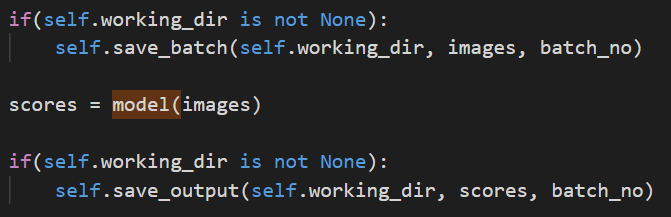 if(self.working_dir is not None):
    self.save_batch(self.working_dir, images, batch_no)
scores = model(images)
if(self.working_dir is not None):
    self.save_output(self.working_dir, scores, batch_no)